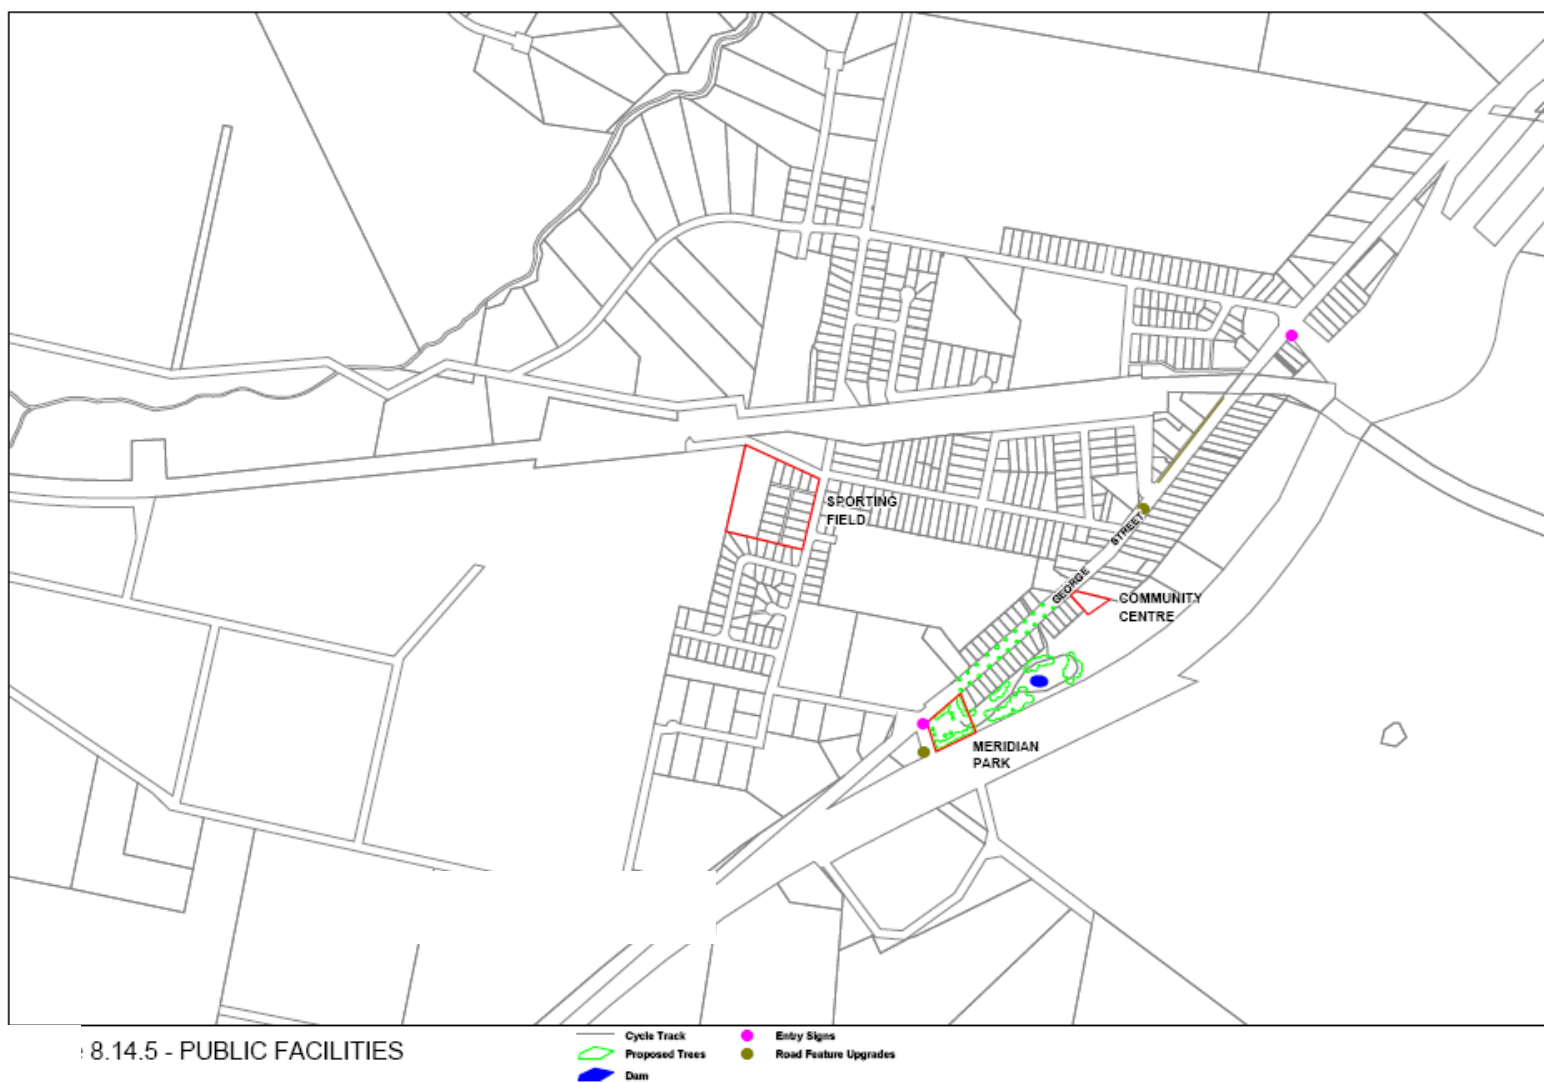 SPORTING
FIELD
STREET
GEORGE
COMMUNITY
CENTRE
MERIDIAN
PARK
: 8.14.5 - PUBLIC FACILITIES
Cycle Track
Proposed Trees
Dam
Entry Signs
Road Feature Upgrades